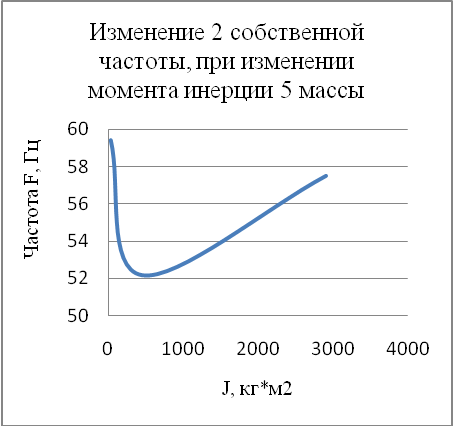 Изменение 2 собственной
частоты, при изменении
момента инерции 5 массы
Частота F, Гц
60
58
56
54
52
50
0 1000 2000 3000 4000
J, кг*м2